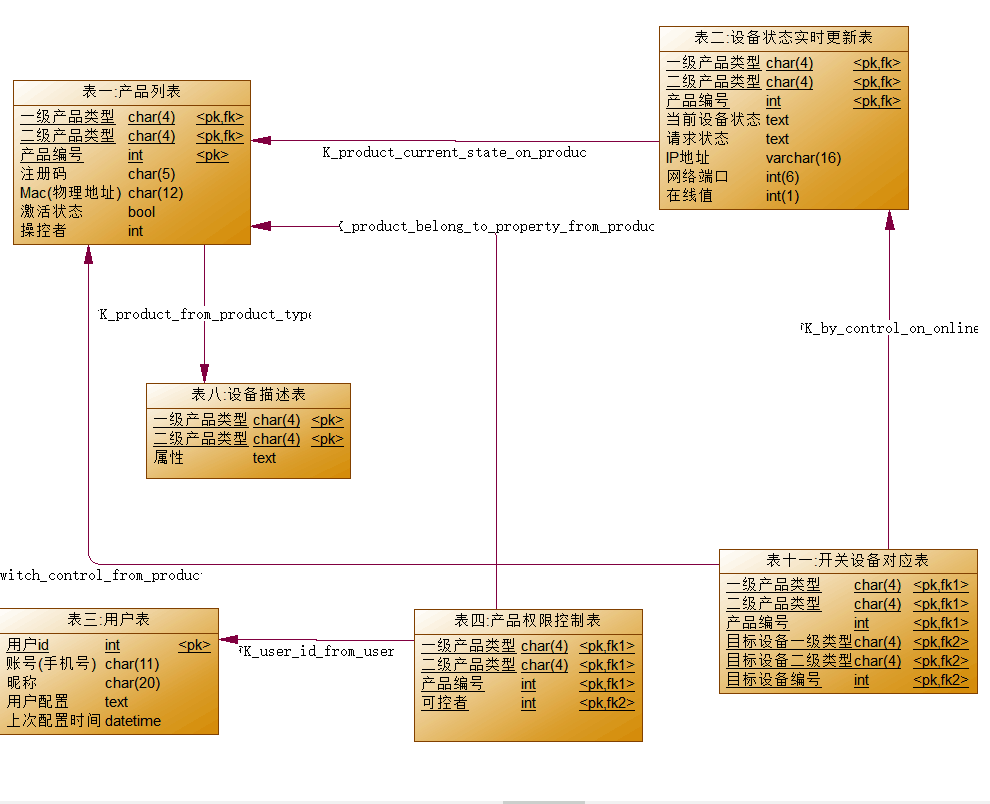 表二:设备状态实时更新表
一级产品类型 char(4) <pk,fk>
二级产品类型 char(4) <pk,fk>
产品编号 int <pk,fk>
当前设备状态 text
请求状态 text
IP地址 varchar(16)
网络端口 int(6)
在线值 int(1)
表一:产品列表
一级产品类型 char(4) <pk,fk>
二级产品类型 char(4) <pk,fk>
产品编号 int <pk>
注册码 char(5)
Mac(物理地址) char(12)
激活状态 bool
操控者 int
K_product_current_state_on_produc
K_product_belong_to_property_from_produc
K_product_from_product_type
K_by_control_on_online
表八:设备描述表
一级产品类型 char(4) <pk>
二级产品类型 char(4) <pk>
属性 text
witch_control_from_product
表十一:开关设备对应表
一级产品类型 char(4) <pk,fk1>
二级产品类型 char(4) <pk,fk1>
产品编号 int <pk,fk1>
目标设备一级类型 char(4) <pk,fk2>
目标设备二级类型 char(4) <pk,fk2>
目标设备编号 int <pk,fk2>
表三:用户表
用户id int <pk>
账号(手机号) char(11)
昵称 char(20)
用户配置 text
上次配置时间 datetime
K_user_id_from_user
表四:产品权限控制表
一级产品类型 char(4) <pk,fk1>
二级产品类型 char(4) <pk,fk1>
产品编号 int <pk,fk1>
可控者 int <pk,fk2>